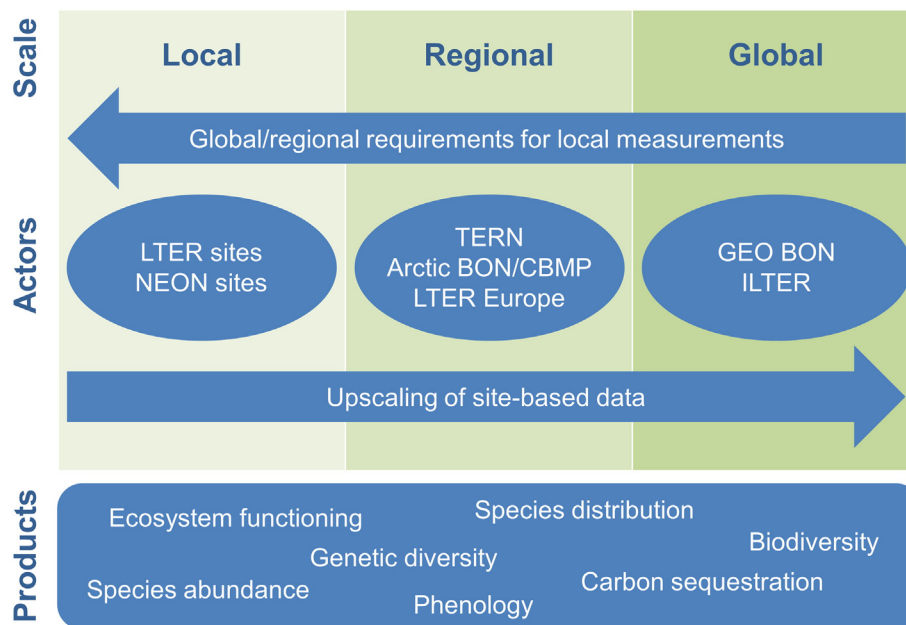 Scale
Local
Regional
Global
Global/regional requirements for local measurements
Actors
LTER sites
NEON sites
TERN
Arctic BON/CBMP
LTER Europe
GEO BON
ILTER
Upscaling of site-based data
Products
Ecosystem functioning
Species distribution
Biodiversity
Genetic diversity
Carbon sequestration
Species abundance
Phenology